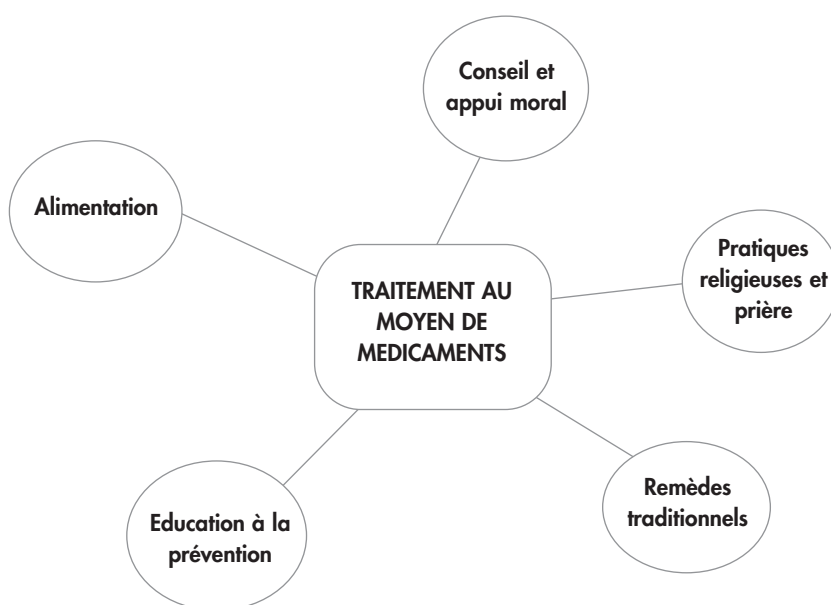 Conseil et
appui moral
Alimentation
Pratiques
religieuses et
prière
TRAITEMENT AU
MOYEN DE
MEDICAMENTS
Remèdes
traditionnels
Education à la
prévention